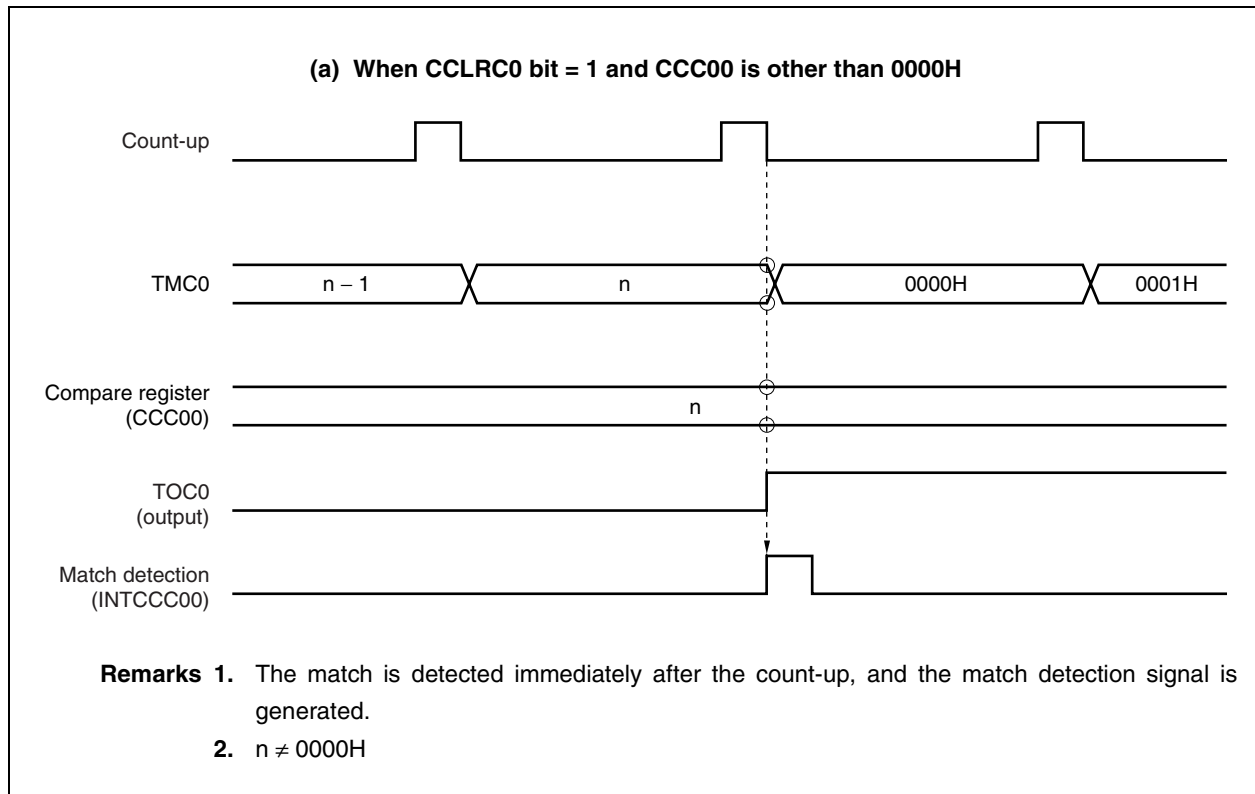 (a) When CCLRC0 bit = 1 and CCC00 is other than 0000H
Count-up
TMC0
n – 1
n
0000H
0001H
Compare register
(CCC00)
n
TOC0
(output)
Match detection
(INTCCC00)
Remarks 1. The match is detected immediately after the count-up, and the match detection signal is
generated.
2. n ≠ 0000H